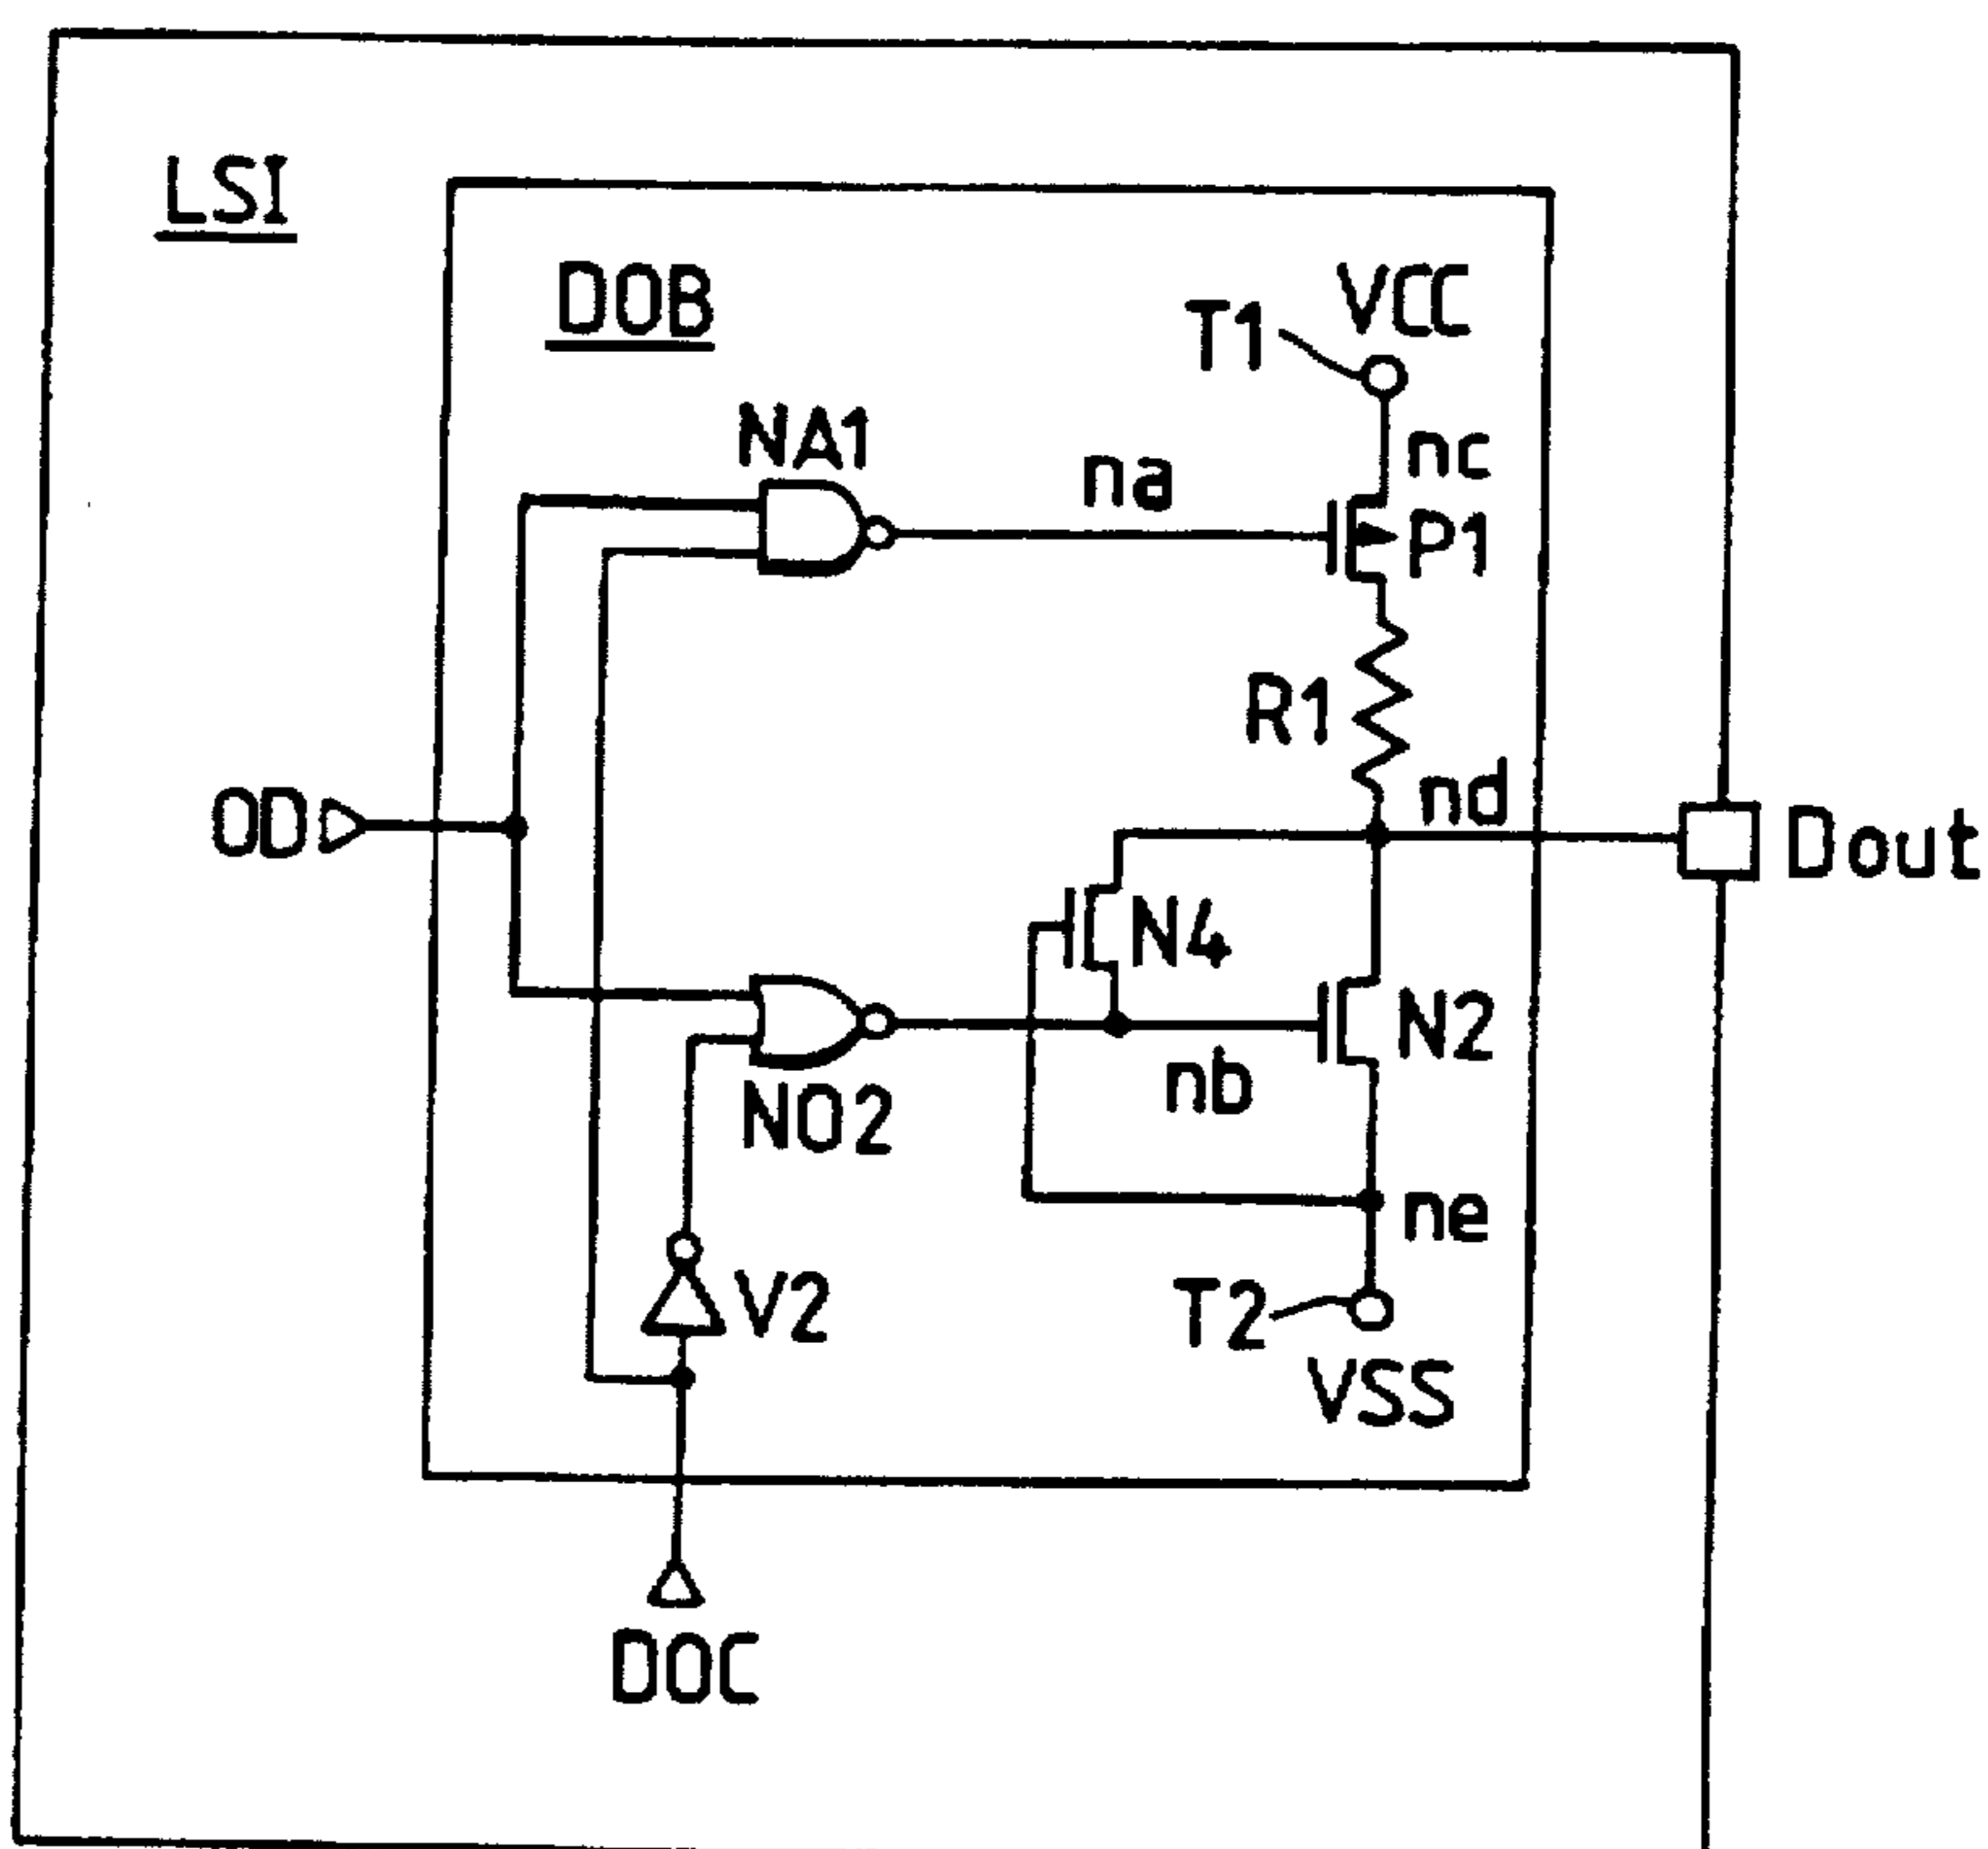 LSI
DOB
VCC
T1
NA1
na
nc
P1
R1
nd
OD
Dout
N4
N2
nb
NO2
ne
V2
T2
VSS
DOC